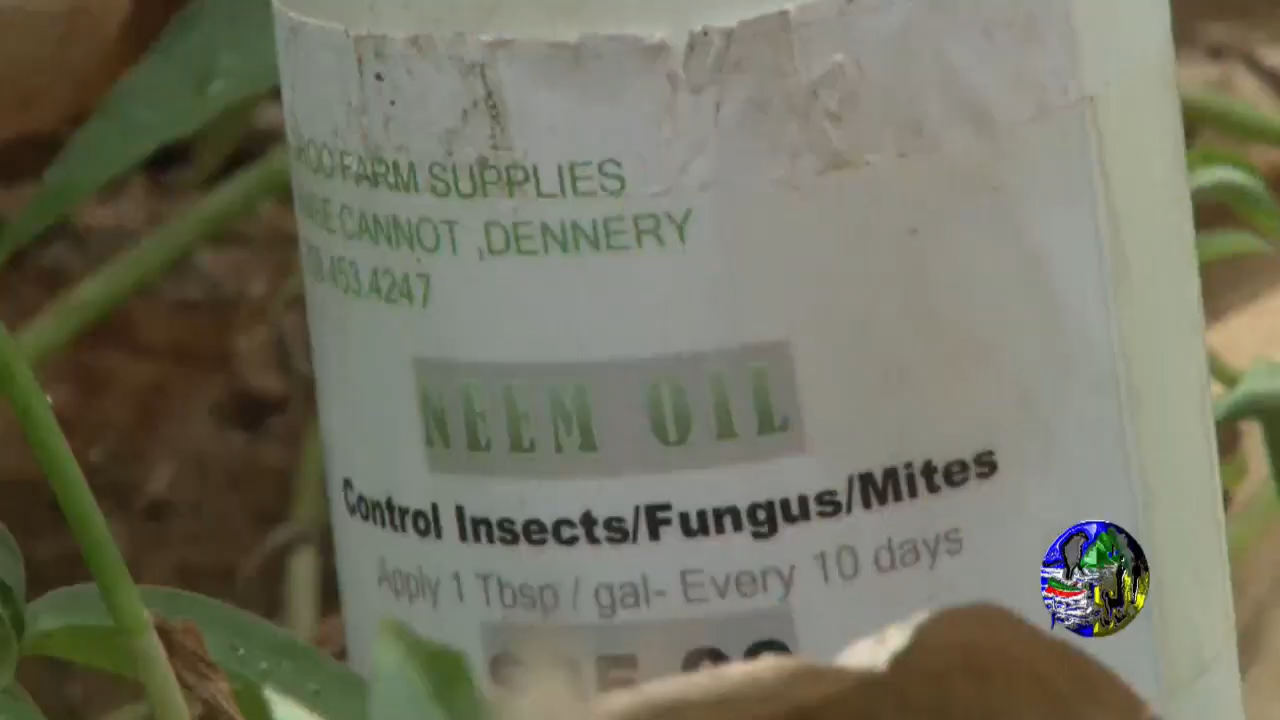 FARM SUPPLIES
CANNOT ,DENNERY
453.4247
NEEM OIL
Control Insects/Fungus/Mites
Apply 1 Tbsp / gal- Every 10 days